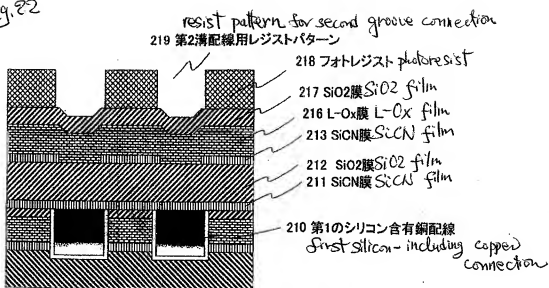 Fig.22
resist pattern for second groove connection
219 第2溝配線用レジストパターン
218 フォトレジスト photoresist
217 SiO2膜 SiO2 film
216 L-Ox膜 L-Ox film
213 SiCN膜 SiCN film
212 SiO2膜 SiO2 film
211 SiCN膜 SiCN film
210 第1のシリコン含有銅配線
first silicon-including copper
connection